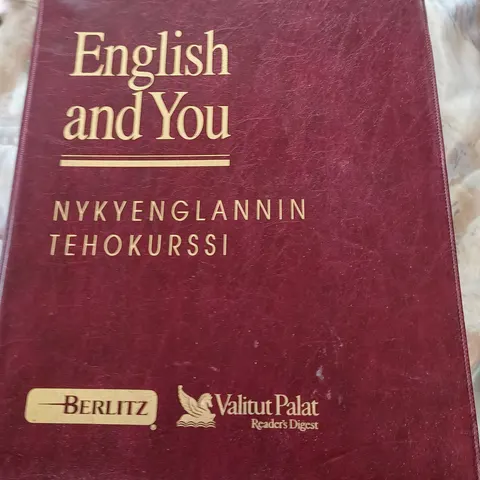 English
and You
NYKYENGLANNIN
TEHOKURSSI
BERLITZ®
Valitut Palat
Reader's Digest